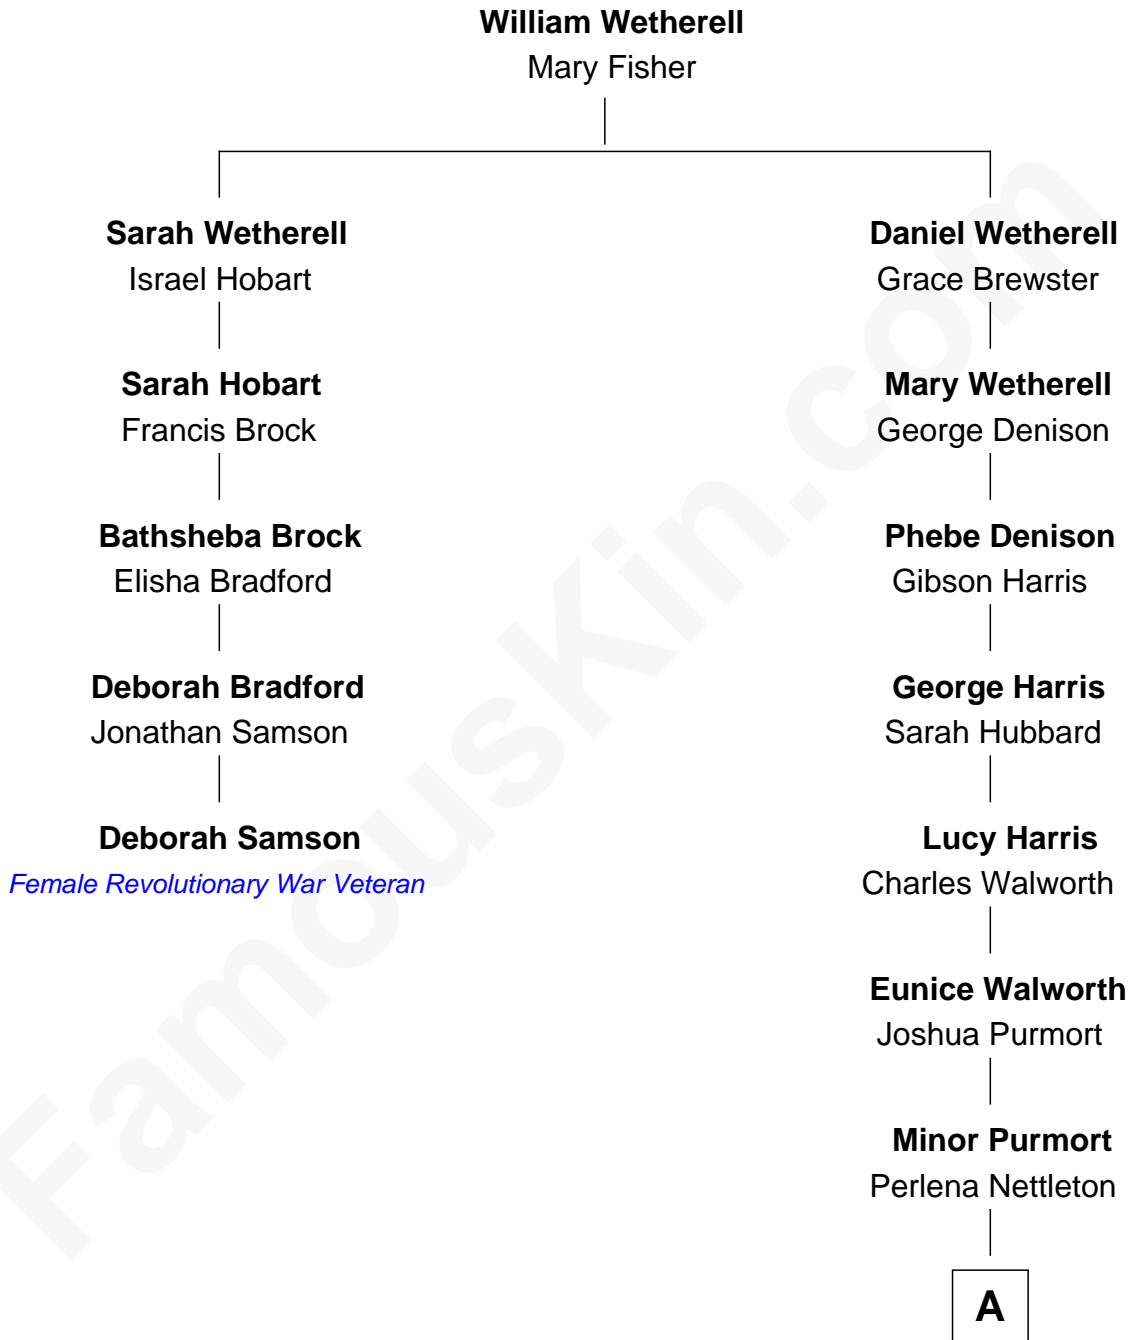 William Wetherell
Mary Fisher
Sarah Wetherell
Israel Hobart
Daniel Wetherell
Grace Brewster
Sarah Hobart
Francis Brock
Mary Wetherell
George Denison
Bathsheba Brock
Elisha Bradford
Phebe Denison
Gibson Harris
Deborah Bradford
Jonathan Samson
George Harris
Sarah Hubbard
Deborah Samson
Female Revolutionary War Veteran
Lucy Harris
Charles Walworth
Eunice Walworth
Joshua Purmort
Minor Purmort
Perlena Nettleton
A
FamousKin.com